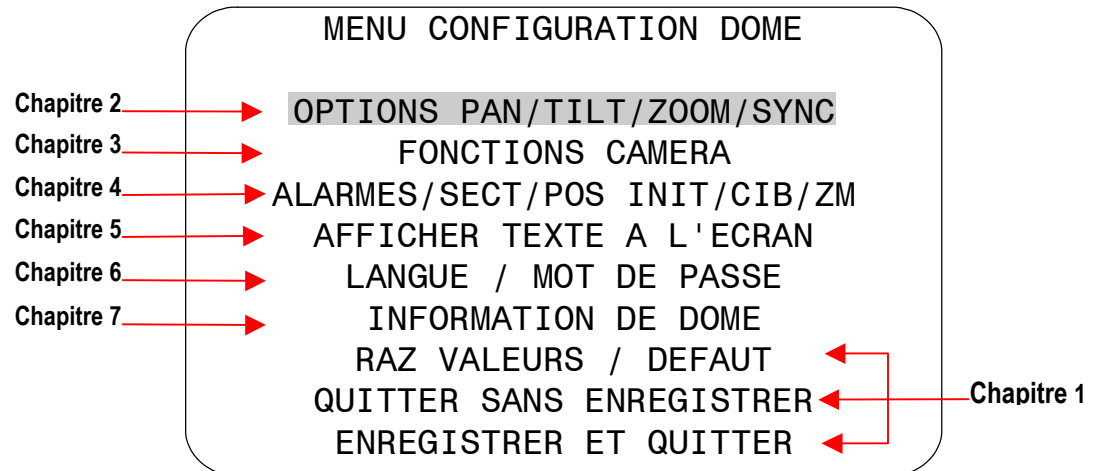 MENU CONFIGURATION DOME
Chapitre 2 OPTIONS PAN/TILT/ZOOM/SYNC
Chapitre 3 FONCTIONS CAMERA
Chapitre 4 ALARMES/SECT/POS INIT/CIB/ZM
Chapitre 5 AFFICHER TEXTE A L'ECRAN
Chapitre 6 LANGUE / MOT DE PASSE
Chapitre 7 INFORMATION DE DOME
RAZ VALEURS / DEFAUT
QUITTER SANS ENREGISTRER Chapitre 1
ENREGISTRER ET QUITTER